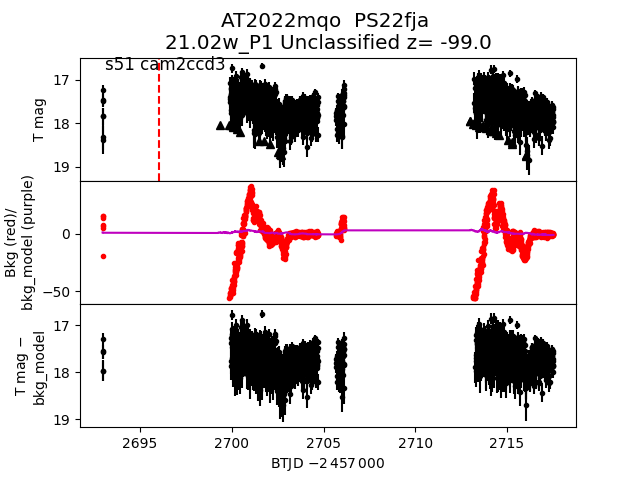 AT2022mqo PS22fja
21.02w_P1 Unclassified z= -99.0
s51 cam2ccd3
T mag
17
18
19
Bkg (red)/
bkg_model (purple)
0
−50
T mag −
bkg_model
17
18
19
2695 2700 2705 2710 2715
BTJD −2 457 000